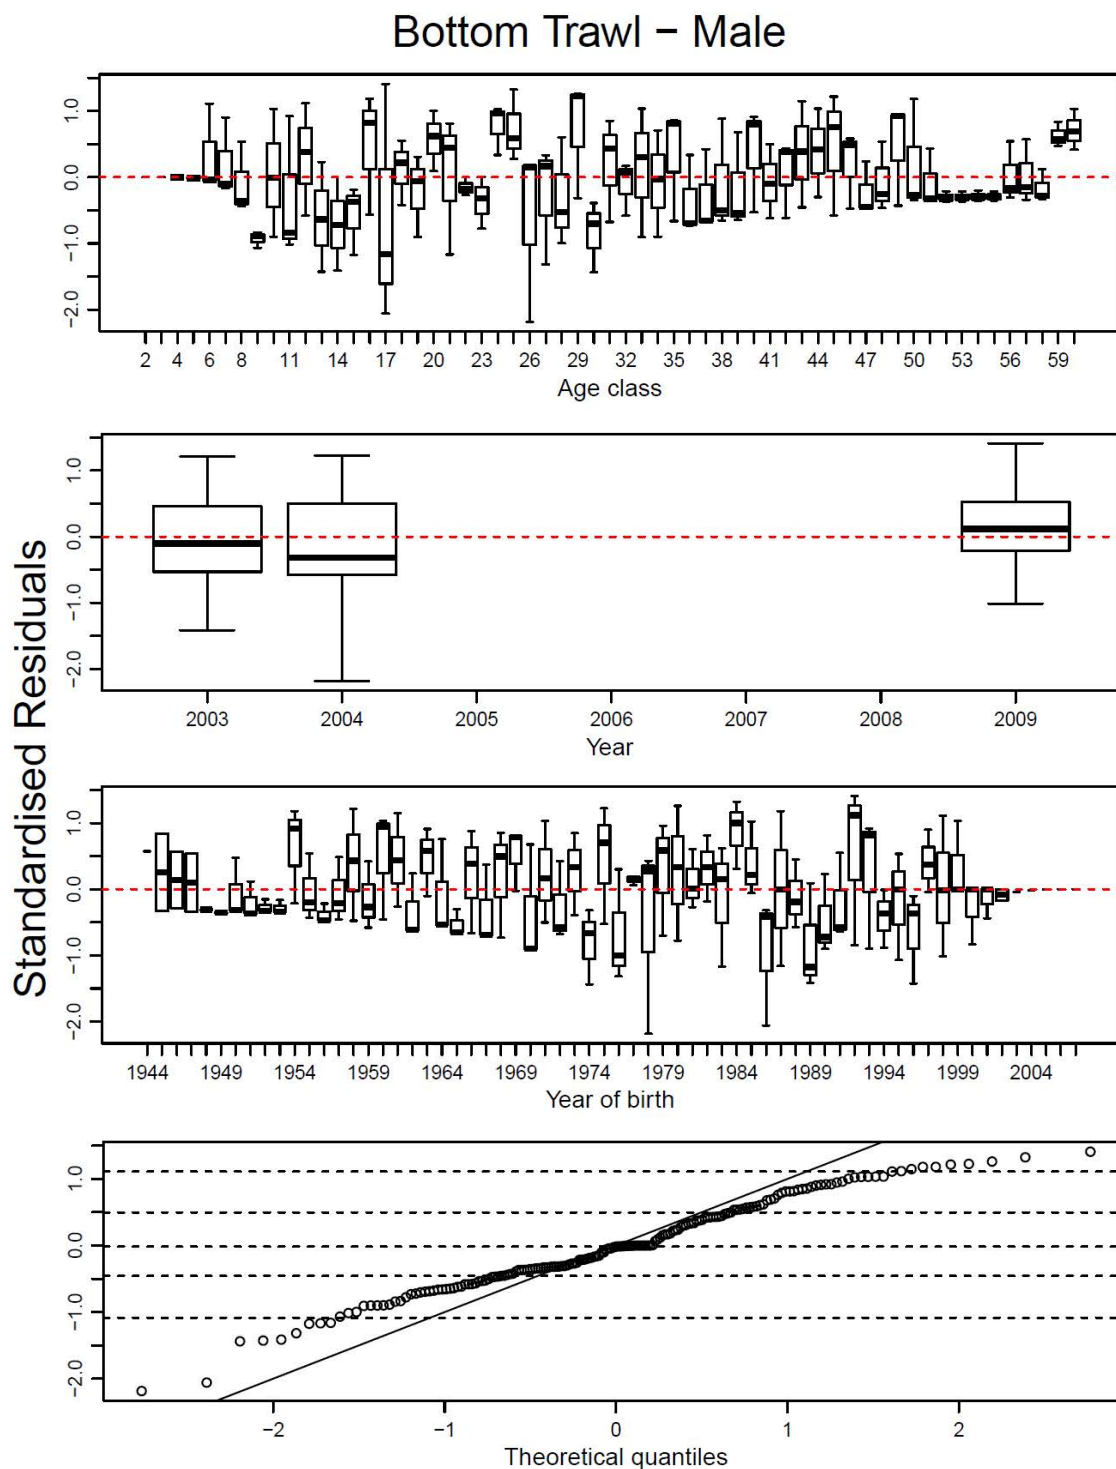 Bottom Trawl − Male
Standardised Residuals
1.0
0.0
−1.0
−2.0
2 4 6 8 11 14 17 20 23 26 29 32 35 38 41 44 47 50 53 56 59
Age class
1.0
0.0
−1.0
−2.0
2003 2004 2005 2006 2007 2008 2009
Year
1.0
0.0
−1.0
−2.0
1944 1949 1954 1959 1964 1969 1974 1979 1984 1989 1994 1999 2004
Year of birth
1.0
0.0
−1.0
−2.0
−2 −1 0 1 2
Theoretical quantiles